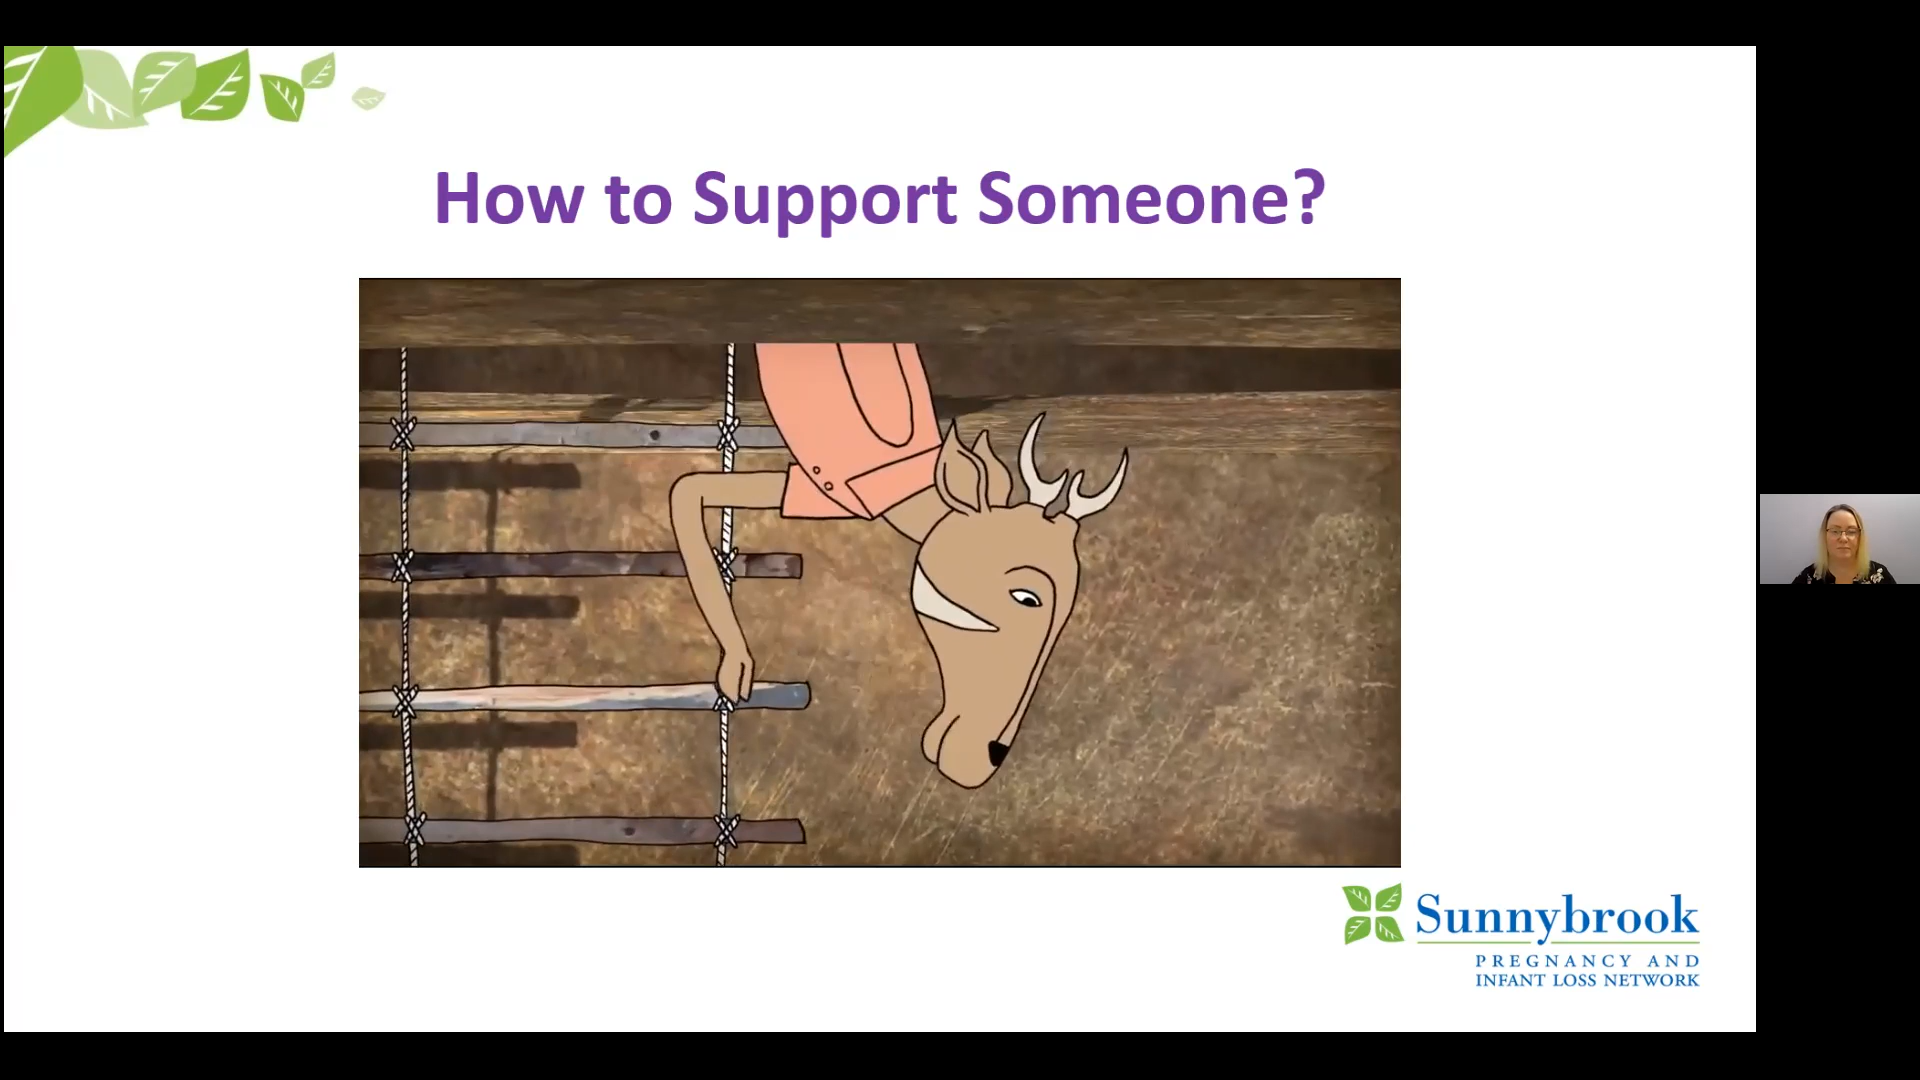 How to Support Someone?
Sunnybrook
PREGNANCY AND
INFANT LOSS NETWORK